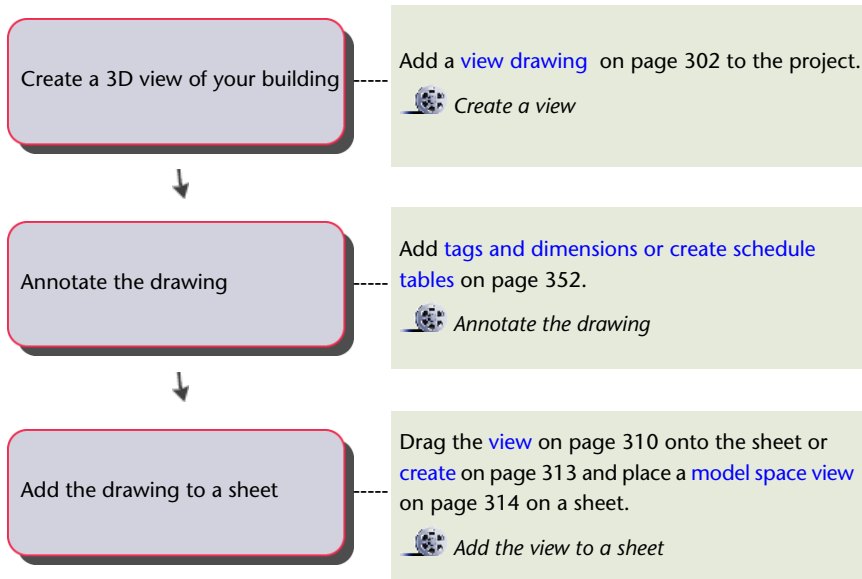 Create a 3D view of your building
Add a view drawing on page 302 to the project.
Create a view
Annotate the drawing
Add tags and dimensions or create schedule
tables on page 352.
Annotate the drawing
Add the drawing to a sheet
Drag the view on page 310 onto the sheet or
create on page 313 and place a model space view
on page 314 on a sheet.
Add the view to a sheet